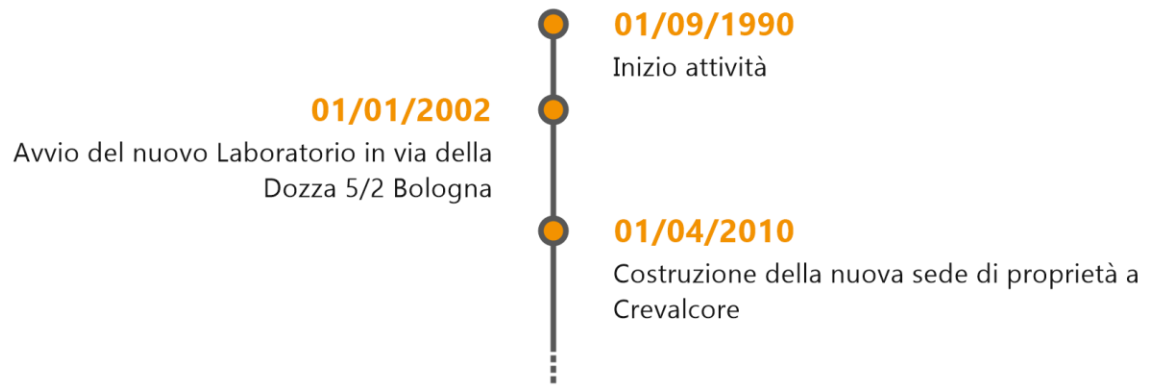 01/09/1990
Inizio attività
01/01/2002
Avvio del nuovo Laboratorio in via della
Dozza 5/2 Bologna
01/04/2010
Costruzione della nuova sede di proprietà a
Crevalcore